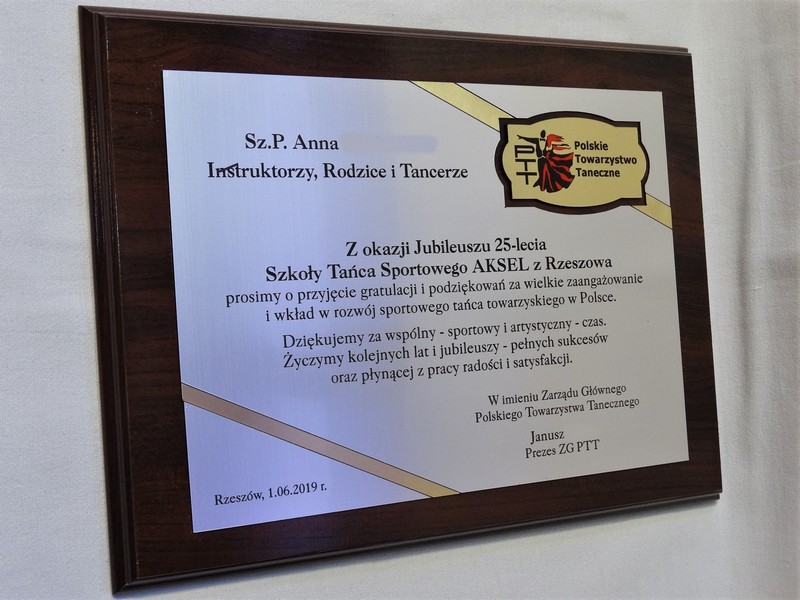 Sz.P. Anna
Instruktorzy, Rodzice i Tancerze
PTT
Polskie
Towarzystwo
Taneczne
Z okazji Jubileuszu 25-lecia
Szkoły Tańca Sportowego AKSEL z Rzeszowa
prosimy o przyjęcie gratulacji i podziękowań za wielkie zaangażowanie
i wkład w rozwój sportowego tańca towarzyskiego w Polsce.
Dziękujemy za wspólny - sportowy i artystyczny - czas.
Życzymy kolejnych lat i jubileuszy - pełnych sukcesów
oraz płynącej z pracy radości i satysfakcji.
W imieniu Zarządu Głównego
Polskiego Towarzystwa Tanecznego
Janusz
Prezes ZG PTT
Rzeszów, 1.06.2019 r.